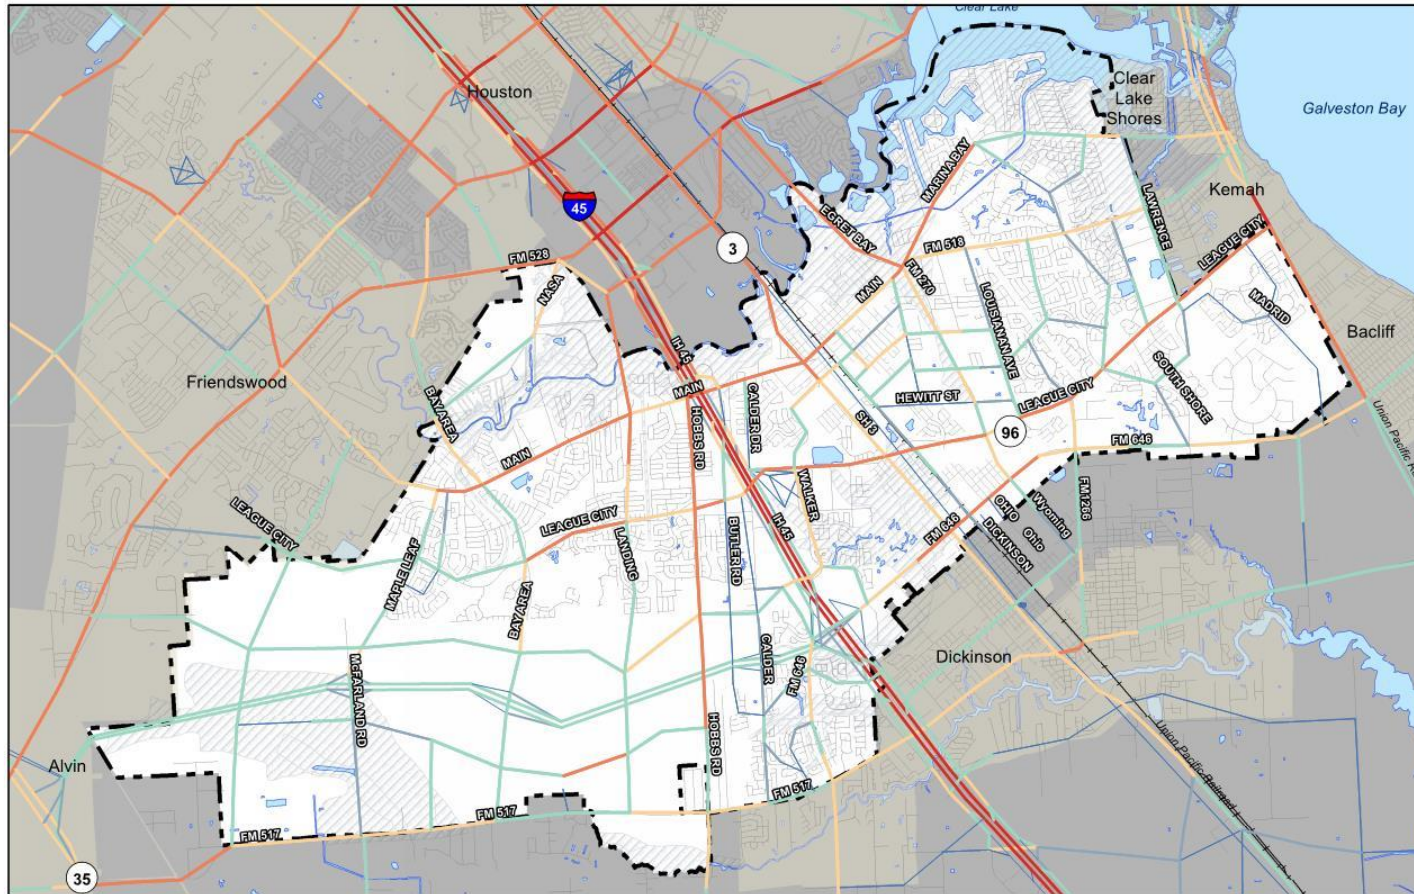 Clear Lake
Houston
Clear
Lake
Shores
Galveston Bay
45
MARINA BAY
Kemah
LAWRENCE
EGRET BAY
3
FM 518
LEAGUE CITY
FM 528
NASA
FM 270
MAIN
LOUISIANAN AVE
MADRID
Bacliff
IH 45
Friendswood
BAY AREA
MAIN
CALDER DR
HEWITT ST
LEAGUE CITY
SOUTH SHORE
HOBBS RD
SH 3
96
FM 646
Union Pacific R
MAIN
WALKER
FM1266
LEAGUE CITY
LEAGUE CITY
OHIO
Wyoming
IH 45
FM 646
DICKINSON
Ohio
LANDING
BUTLER RD
MAPLE LEAF
BAY AREA
Dickinson
CALDER
FM 646
McFARLAND RD
HOBBS RD
Union Pacific Railroad
Alvin
FM 517
FM 517
FM 517
35